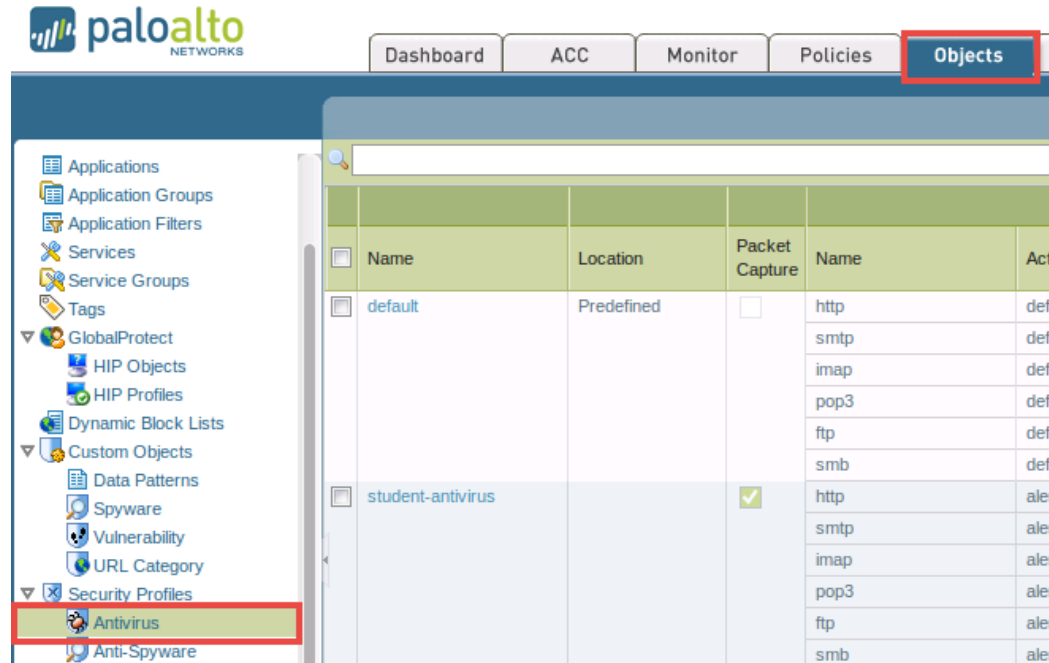 paloalto
NETWORKS
Dashboard
ACC
Monitor
Policies
Objects
Applications
Application Groups
Application Filters
Services
Service Groups
Tags
GlobalProtect
HIP Objects
HIP Profiles
Dynamic Block Lists
Custom Objects
Data Patterns
Spyware
Vulnerability
URL Category
Security Profiles
Antivirus
Anti-Spyware
Name Location Packet Capture Name
default Predefined http
smtp
imap
pop3
ftp
smb
student-antivirus http
smtp
imap
pop3
ftp
smb